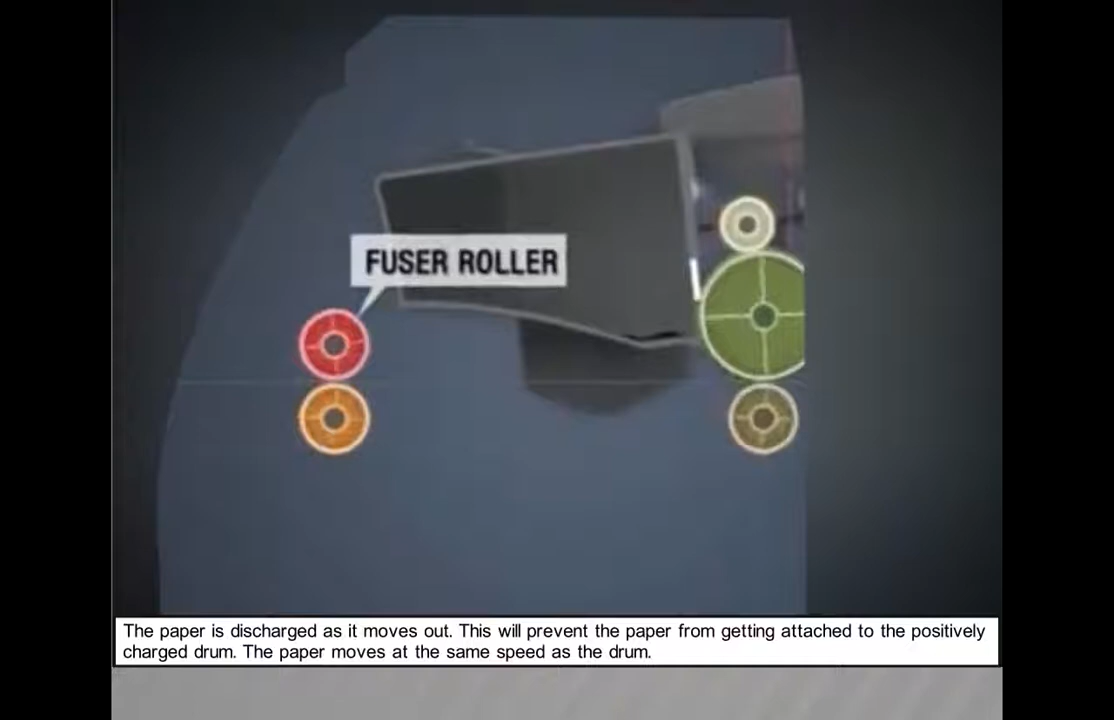 FUSER ROLLER
The paper is discharged as it moves out. This will prevent the paper from getting attached to the positively
charged drum. The paper moves at the same speed as the drum.